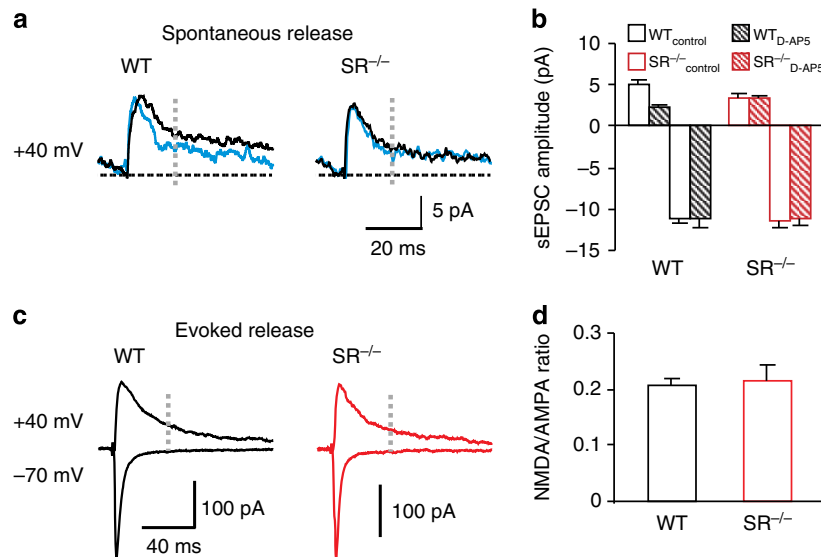 a
Spontaneous release
WT
SR⁻/⁻
+40 mV
5 pA
20 ms
b
WTcontrol
WTD-AP5
SR⁻/⁻control
SR⁻/⁻D-AP5
sEPSC amplitude (pA)
10
5
0
−5
−10
−15
WT
SR⁻/⁻
c
Evoked release
WT
SR⁻/⁻
+40 mV
−70 mV
100 pA
40 ms
100 pA
d
NMDA/AMPA ratio
0.3
0.2
0.1
0
WT
SR⁻/⁻